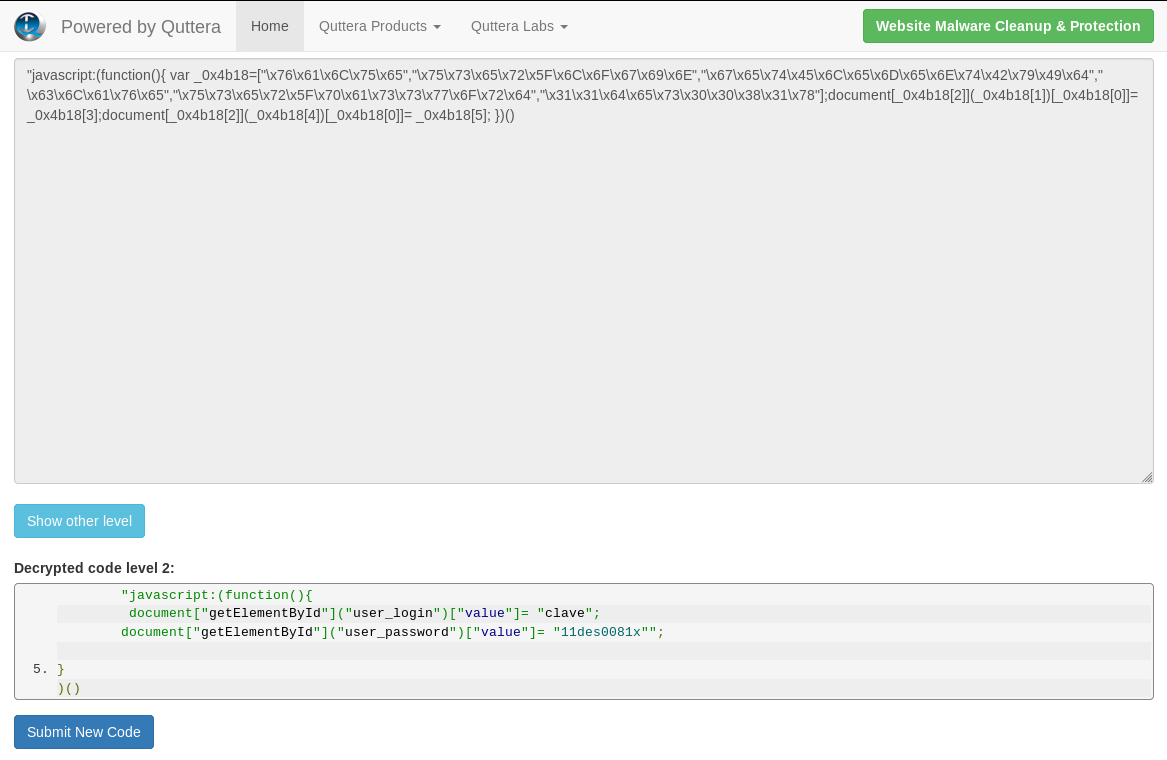 Powered by Quttera Home Quttera Products Quttera Labs Website Malware Cleanup & Protection
"javascript:(function(){ var _0x4b18=["\x76\x61\x6C\x75\x65","\x75\x73\x65\x72\x5F\x6C\x6F\x67\x69\x6E","\x67\x65\x74\x45\x6C\x65\x6D\x65\x6E\x74\x42\x79\x49\x64","
\x63\x6C\x61\x76\x65","\x75\x73\x65\x72\x5F\x70\x61\x73\x73\x77\x6F\x72\x64","\x31\x31\x64\x65\x73\x30\x30\x38\x31\x78"];document[_0x4b18[2]](_0x4b18[1])[_0x4b18[0]]=
_0x4b18[3];document[_0x4b18[2]](_0x4b18[4])[_0x4b18[0]]= _0x4b18[5]; })()
Show other level
Decrypted code level 2:
"javascript:(function(){
document["getElementById"]("user_login")["value"]= "clave";
document["getElementById"]("user_password")["value"]= "11des0081x"";
5. }
)()
Submit New Code